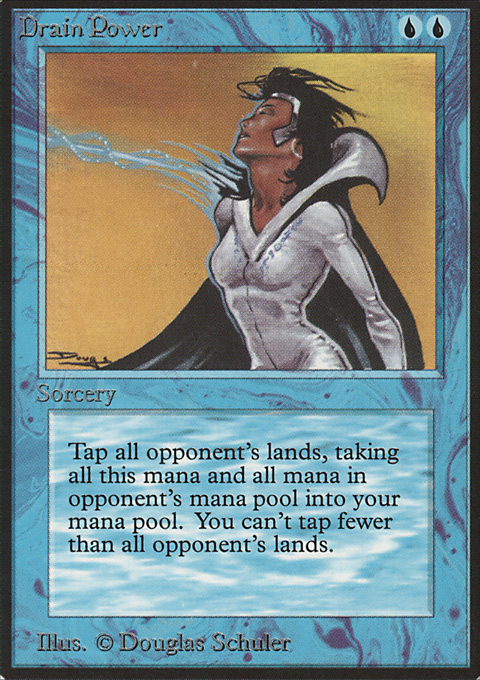 Drain Power
Sorcery
Tap all opponent's lands, taking
all this mana and all mana in
opponent's mana pool into your
mana pool. You can't tap fewer
than all opponent's lands.
Illus. © Douglas Schuler